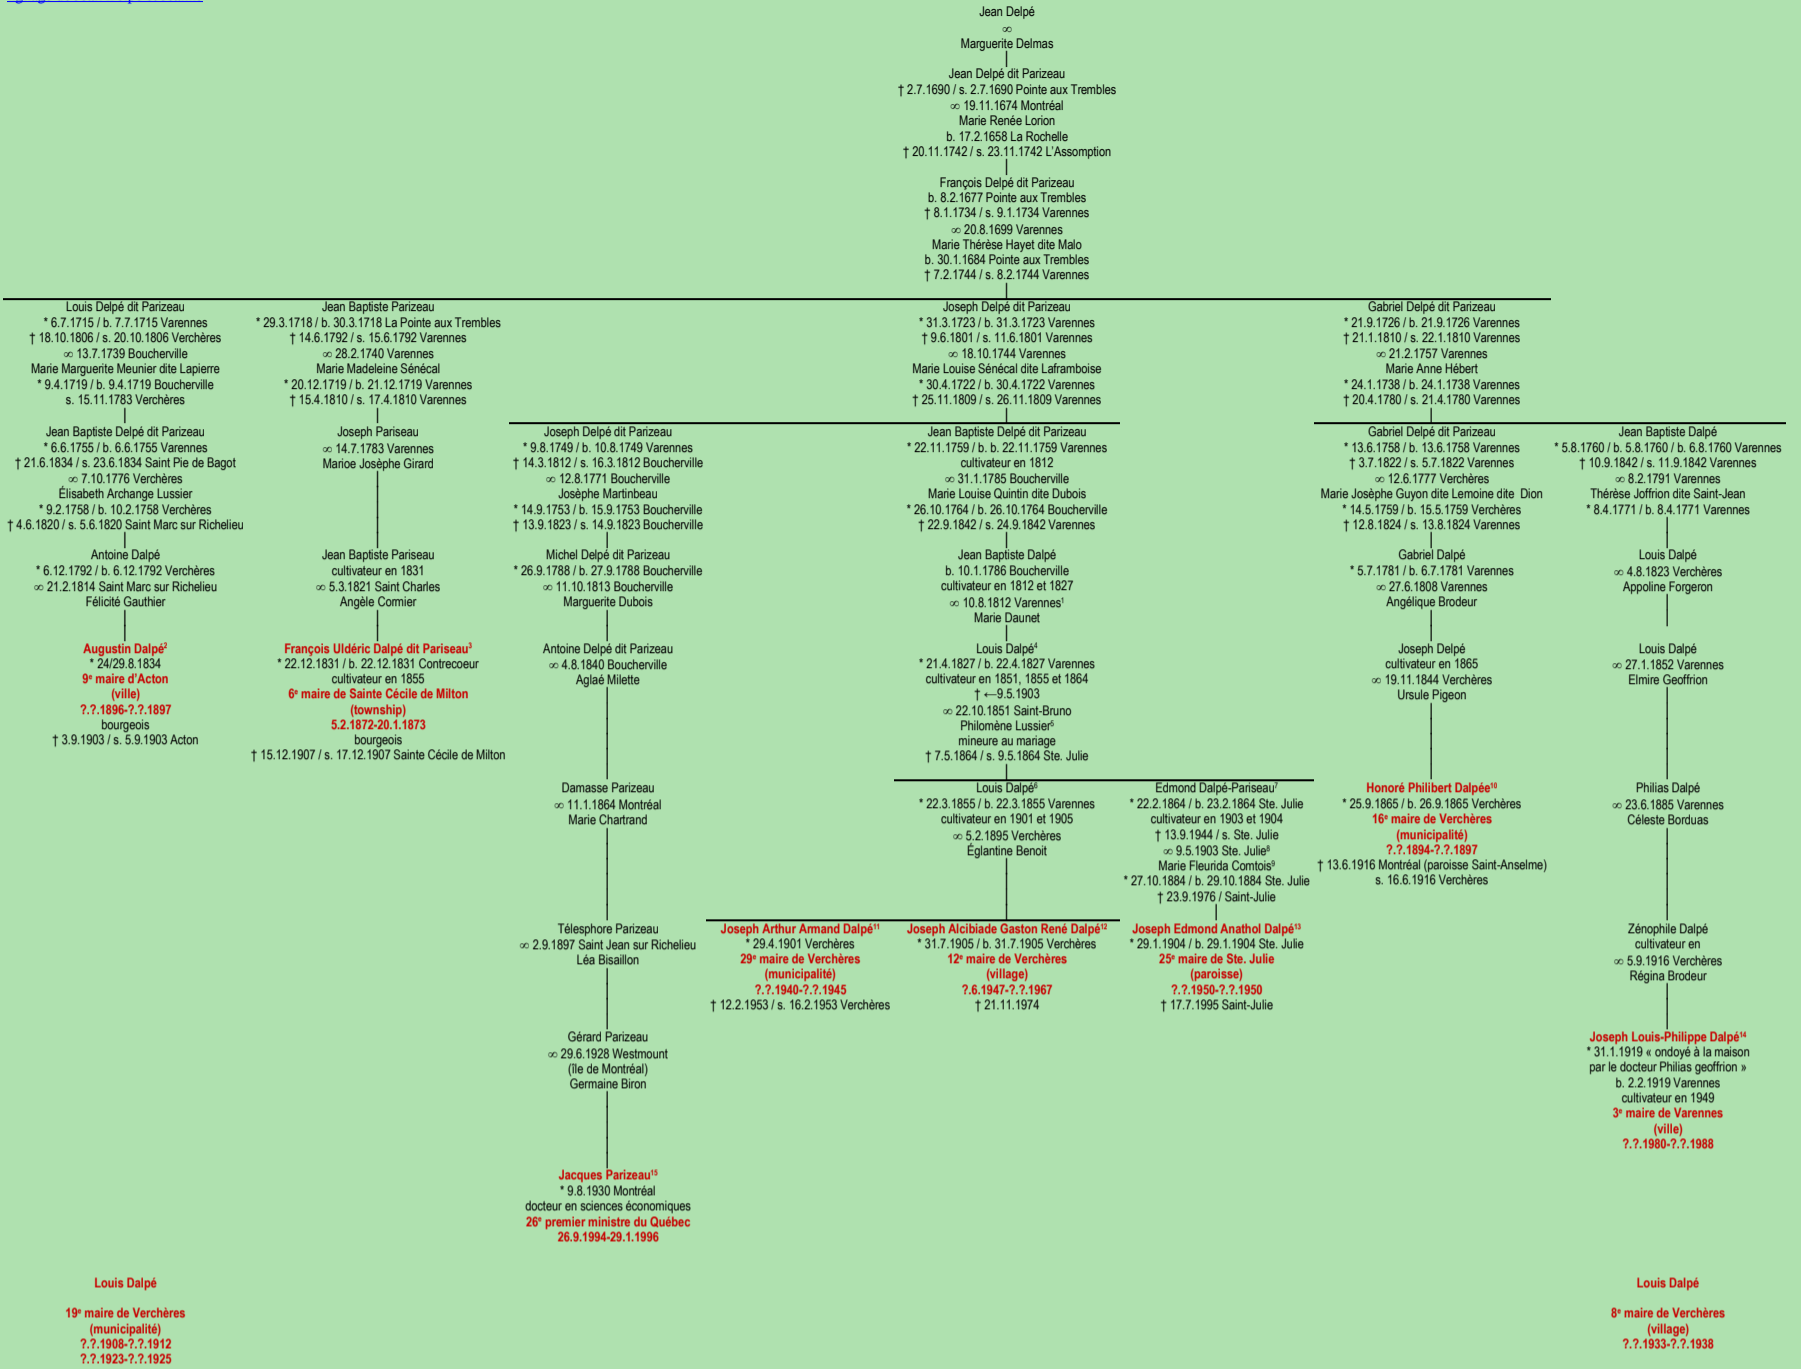 Jean Delpé
∞
Marguerite Delmas
Jean Delpé dit Parizeau
† 2.7.1690 / s. 2.7.1690 Pointe aux Trembles
∞ 19.11.1674 Montréal
Marie Renée Lorion
b. 17.2.1658 La Rochelle
† 20.11.1742 / s. 23.11.1742 L'Assomption
François Delpé dit Parizeau
b. 8.2.1677 Pointe aux Trembles
† 8.1.1734 / s. 9.1.1734 Varennes
∞ 20.8.1699 Varennes
Marie Thérèse Hayet dite Malo
b. 30.1.1684 Pointe aux Trembles
† 7.2.1744 / s. 8.2.1744 Varennes
Louis Delpé dit Parizeau
* 6.7.1715 / b. 7.7.1715 Varennes
† 18.10.1806 / s. 20.10.1806 Verchères
∞ 13.7.1739 Boucherville
Marie Marguerite Meunier dite Lapierre
* 9.4.1719 / b. 9.4.1719 Boucherville
s. 15.11.1783 Verchères
Jean Baptiste Parizeau
* 29.3.1718 / b. 30.3.1718 La Pointe aux Trembles
† 14.6.1792 / s. 15.6.1792 Varennes
∞ 28.2.1740 Varennes
Marie Madeleine Sénécal
* 20.12.1719 / b. 21.12.1719 Varennes
† 15.4.1810 / s. 17.4.1810 Varennes
Joseph Delpé dit Parizeau
* 31.3.1723 / b. 31.3.1723 Varennes
† 9.6.1801 / s. 11.6.1801 Varennes
∞ 18.10.1744 Varennes
Marie Louise Sénécal dite Laframboise
* 30.4.1722 / b. 30.4.1722 Varennes
† 25.11.1809 / s. 26.11.1809 Varennes
Gabriel Delpé dit Parizeau
* 21.9.1726 / b. 21.9.1726 Varennes
† 21.1.1810 / s. 22.1.1810 Varennes
∞ 21.2.1757 Varennes
Marie Anne Hébert
* 24.1.1738 / b. 24.1.1738 Varennes
† 20.4.1780 / s. 21.4.1780 Varennes
Jean Baptiste Delpé dit Parizeau
* 6.6.1755 / b. 6.6.1755 Varennes
† 21.6.1834 / s. 23.6.1834 Saint Pie de Bagot
∞ 7.10.1776 Verchères
Élisabeth Archange Lussier
* 9.2.1758 / b. 10.2.1758 Verchères
† 4.6.1820 / s. 5.6.1820 Saint Marc sur Richelieu
Joseph Pariseau
∞ 14.7.1783 Varennes
Marioe Josèphe Girard
Joseph Delpé dit Parizeau
* 9.8.1749 / b. 10.8.1749 Varennes
† 14.3.1812 / s. 16.3.1812 Boucherville
∞ 12.8.1771 Boucherville
Josèphe Martinbeau
* 14.9.1753 / b. 15.9.1753 Boucherville
† 13.9.1823 / s. 14.9.1823 Boucherville
Jean Baptiste Delpé dit Parizeau
* 22.11.1759 / b. b. 22.11.1759 Varennes
cultivateur en 1812
∞ 31.1.1785 Boucherville
Marie Louise Quintin dite Dubois
* 26.10.1764 / b. 26.10.1764 Boucherville
† 22.9.1842 / s. 24.9.1842 Varennes
Gabriel Delpé dit Parizeau
* 13.6.1758 / b. 13.6.1758 Varennes
† 3.7.1822 / s. 5.7.1822 Varennes
∞ 12.6.1777 Verchères
Marie Josèphe Guyon dite Lemoine dite Dion
* 14.5.1759 / b. 15.5.1759 Verchères
† 12.8.1824 / s. 13.8.1824 Varennes
Jean Baptiste Dalpé
* 5.8.1760 / b. 5.8.1760 / b. 6.8.1760 Varennes
† 10.9.1842 / s. 11.9.1842 Varennes
∞ 8.2.1791 Varennes
Thérèse Joffrion dite Saint-Jean
* 8.4.1771 / b. 8.4.1771 Varennes
Antoine Dalpé
* 6.12.1792 / b. 6.12.1792 Verchères
∞ 21.2.1814 Saint Marc sur Richelieu
Félicité Gauthier
Jean Baptiste Pariseau
cultivateur en 1831
∞ 5.3.1821 Saint Charles
Angèle Cormier
Michel Delpé dit Parizeau
* 26.9.1788 / b. 27.9.1788 Boucherville
∞ 11.10.1813 Boucherville
Marguerite Dubois
Jean Baptiste Dalpé
b. 10.1.1786 Boucherville
cultivateur en 1812 et 1827
∞ 10.8.1812 Varennes¹
Marie Daunet
Gabriel Dalpé
* 5.7.1781 / b. 6.7.1781 Varennes
∞ 27.6.1808 Varennes
Angélique Brodeur
Louis Dalpé
∞ 4.8.1823 Verchères
Appoline Forgeron
Augustin Dalpé²
* 24/29.8.1834
9e maire d'Acton
(ville)
?.?.1896-?.?.1897
bourgeois
† 3.9.1903 / s. 5.9.1903 Acton
François Uldéric Dalpé dit Pariseau³
* 22.12.1831 / b. 22.12.1831 Contrecoeur
cultivateur en 1855
6e maire de Sainte Cécile de Milton
(township)
5.2.1872-20.1.1873
bourgeois
† 15.12.1907 / s. 17.12.1907 Sainte Cécile de Milton
Antoine Delpé dit Parizeau
∞ 4.8.1840 Boucherville
Aglaé Milette
Louis Dalpé⁴
* 21.4.1827 / b. 22.4.1827 Varennes
cultivateur en 1851, 1855 et 1864
† ←9.5.1903
∞ 22.10.1851 Saint-Bruno
Philomène Lussier⁵
mineure au mariage
† 7.5.1864 / s. 9.5.1864 Ste. Julie
Joseph Delpé
cultivateur en 1865
∞ 19.11.1844 Verchères
Ursule Pigeon
Louis Dalpé
∞ 27.1.1852 Varennes
Elmire Geoffrion
Damasse Parizeau
∞ 11.1.1864 Montréal
Marie Chartrand
Louis Dalpé⁶
* 22.3.1855 / b. 22.3.1855 Varennes
cultivateur en 1901 et 1905
∞ 5.2.1895 Verchères
Églantine Benoit
Edmond Dalpé-Pariseau⁷
* 22.2.1864 / b. 23.2.1864 Ste. Julie
cultivateur en 1903 et 1904
† 13.9.1944 / s. Ste. Julie
∞ 9.5.1903 Ste. Julie⁸
Marie Fleurida Comtois⁹
* 27.10.1884 / b. 29.10.1884 Ste. Julie
† 23.9.1976 / Saint-Julie
Honoré Philibert Dalpée¹⁰
* 25.9.1865 / b. 26.9.1865 Verchères
16e maire de Verchères
(municipalité)
?.?.1894-?.?.1897
† 13.6.1916 Montréal (paroisse Saint-Anselme)
s. 16.6.1916 Verchères
Philias Dalpé
∞ 23.6.1885 Varennes
Céleste Borduas
Télesphore Parizeau
∞ 2.9.1897 Saint Jean sur Richelieu
Léa Bisaillon
Joseph Arthur Armand Dalpé¹¹
* 29.4.1901 Verchères
29e maire de Verchères
(municipalité)
?.?.1940-?.?.1945
† 12.2.1953 / s. 16.2.1953 Verchères
Joseph Alcibiade Gaston René Dalpé¹²
* 31.7.1905 / b. 31.7.1905 Verchères
12e maire de Verchères
(village)
?.6.1947-?.?.1967
† 21.11.1974
Joseph Edmond Anathol Dalpé¹³
* 29.1.1904 / b. 29.1.1904 Ste. Julie
25e maire de Ste. Julie
(paroisse)
?.?.1950-?.?.1950
† 17.7.1995 Saint-Julie
Zénophile Dalpé
cultivateur en
∞ 5.9.1916 Verchères
Régina Brodeur
Gérard Parizeau
∞ 29.6.1928 Westmount
(île de Montréal)
Germaine Biron
Joseph Louis-Philippe Dalpé¹⁴
* 31.1.1919 « ondoyé à la maison
par le docteur Philias geoffrion »
b. 2.2.1919 Varennes
cultivateur en 1949
3e maire de Varennes
(ville)
?.?.1980-?.?.1988
Jacques Parizeau¹⁵
* 9.8.1930 Montréal
docteur en sciences économiques
26e premier ministre du Québec
26.9.1994-29.1.1996
Louis Dalpé
19e maire de Verchères
(municipalité)
?.?.1908-?.?.1912
?.?.1923-?.?.1925
Louis Dalpé
8e maire de Verchères
(village)
?.?.1933-?.?.1938